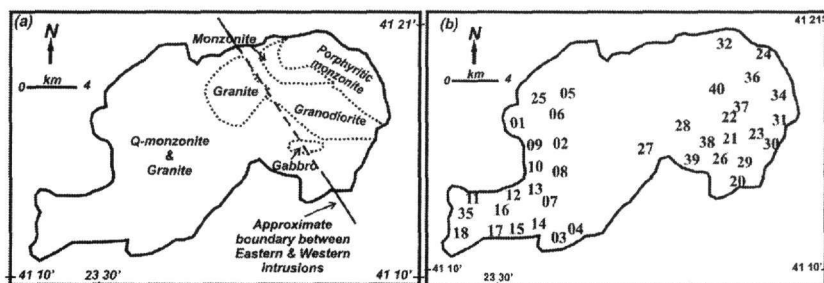 (a)
41 21'
N
km
0 4
Monzonite
Porphyritic
monzonite
Granite
Granodiorite
Q-monzonite
&
Granite
Gabbro
Approximate
boundary between
Eastern & Western
intrusions
41 10'
23 30'
41 10'
(b)
41 21'
N
km
0 4
32
24
36
40
34
05
25
37
06
22
31
01
28
23
21
38
30
09
02
27
39
26
29
10
08
20
13
12
11
07
16
35
14
04
18
17
15
03
41 10'
23 30'
41 10'